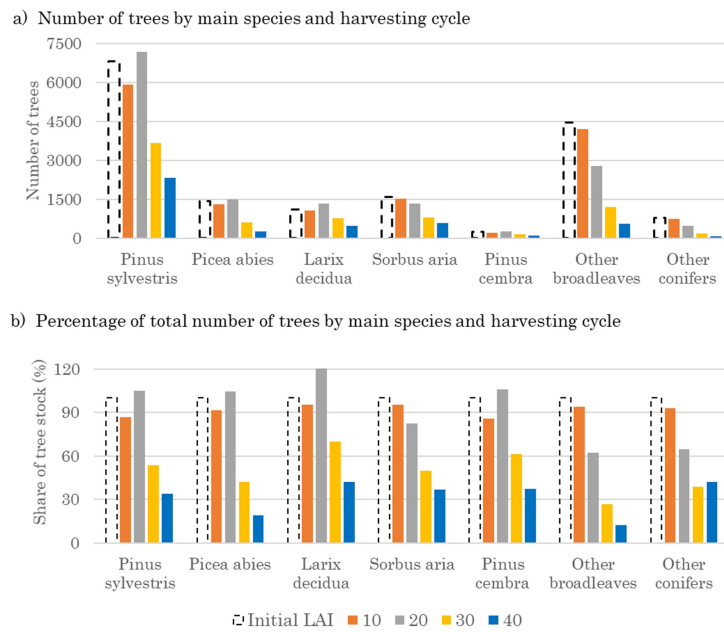 a) Number of trees by main species and harvesting cycle
Number of trees
7500
6000
4500
3000
1500
0
Pinus sylvestris
Picea abies
Larix decidua
Sorbus aria
Pinus cembra
Other broadleaves
Other conifers
b) Percentage of total number of trees by main species and harvesting cycle
Share of tree stock (%)
120
90
60
30
0
Pinus sylvestris
Picea abies
Larix decidua
Sorbus aria
Pinus cembra
Other broadleaves
Other conifers
Initial LAI 10 20 30 40